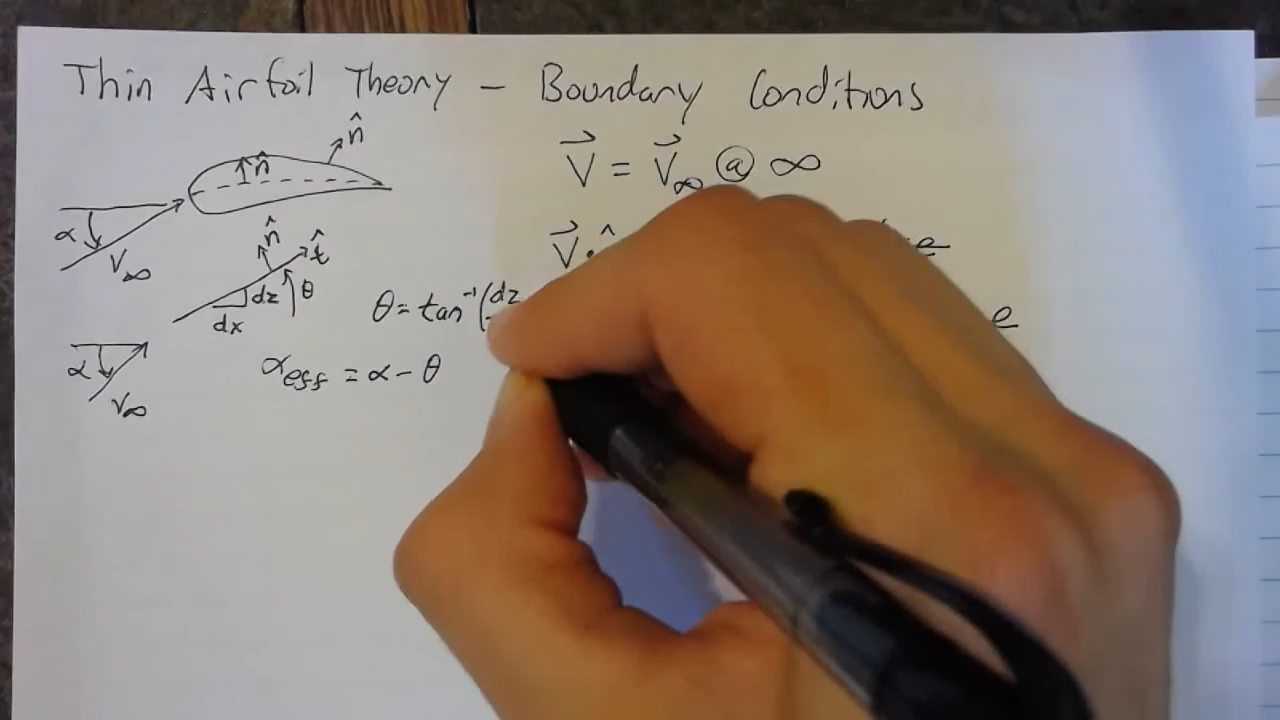 Thin Airfoil Theory – Boundary Conditions
n̂
V⃗ = V⃗∞ @ ∞
n̂
α
V∞
n̂ t̂
V⃗ ·
dz θ
dx
θ = tan⁻¹(dz
α
V∞
αeff = α – θ